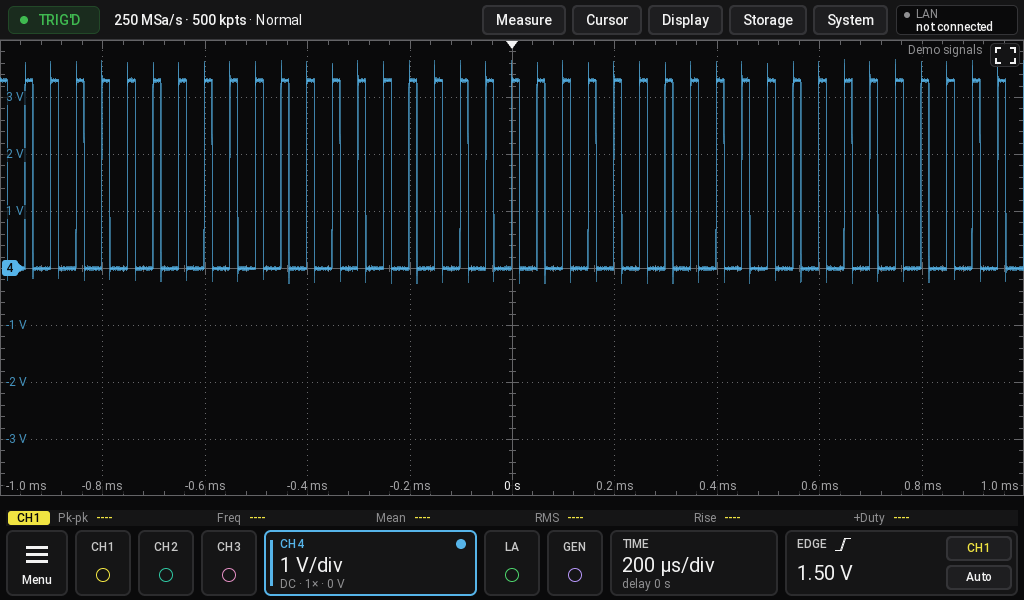 TRIG'D 250 MSa/s · 500 kpts · Normal Measure Cursor Display Storage System LAN
not connected
Demo signals
3 V
2 V
1 V
4
-1 V
-2 V
-3 V
-1.0 ms -0.8 ms -0.6 ms -0.4 ms -0.2 ms 0 s 0.2 ms 0.4 ms 0.6 ms 0.8 ms 1.0 ms
CH1 Pk-pk ---- Freq ---- Mean ---- RMS ---- Rise ---- +Duty ----
Menu
CH1
CH2
CH3
CH4
1 V/div
DC · 1× · 0 V
LA
GEN
TIME
200 µs/div
delay 0 s
EDGE
1.50 V
CH1
Auto